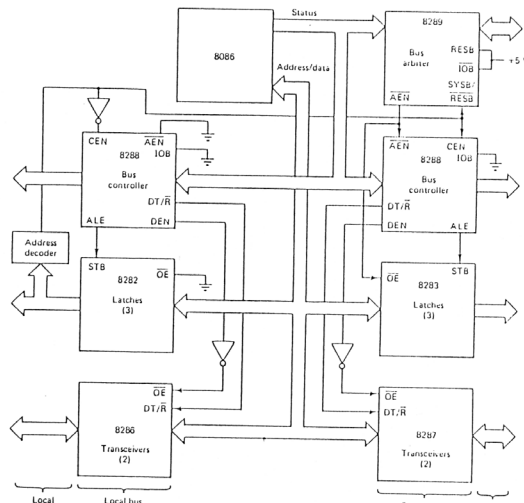 Status
8086
Address/data
8289
Bus
arbiter
RESB
IOB
SYSB/
RESB
AEN
+5
CEN
AEN
IOB
8288
Bus
controller
DT/R
DEN
ALE
AEN
CEN
IOB
8288
Bus
controller
DT/R
DEN
ALE
Address
decoder
STB
OE
8282
Latches
(3)
STB
OE
8283
Latches
(3)
OE
DT/R
8286
Transceivers
(2)
OE
DT/R
8287
Transceivers
(2)
Local
Local bus